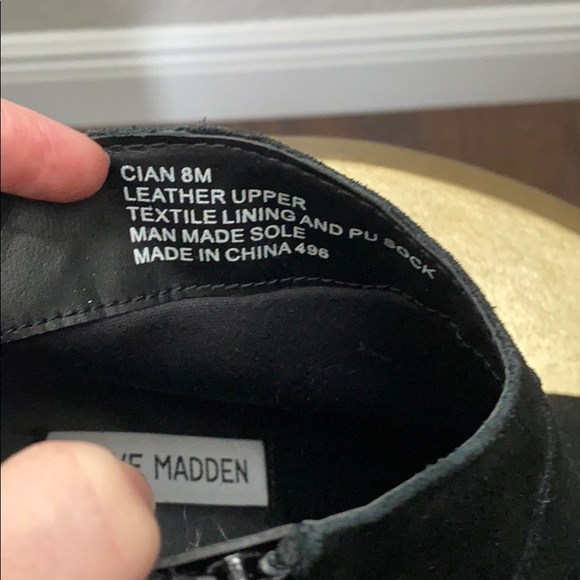 CIAN 8M
LEATHER UPPER
TEXTILE LINING AND PU SOCK
MAN MADE SOLE
MADE IN CHINA 496
VE MADDEN